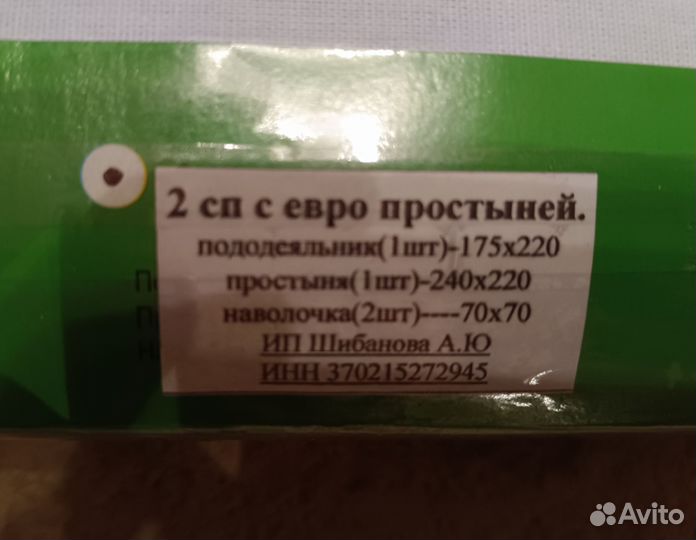 2 сп с евро простыней.
пододеяльник(1шт)-175х220
простыня(1шт)-240х220
наволочка(2шт)----70х70
ИП Шибанова А.Ю
ИНН 370215272945
Avito